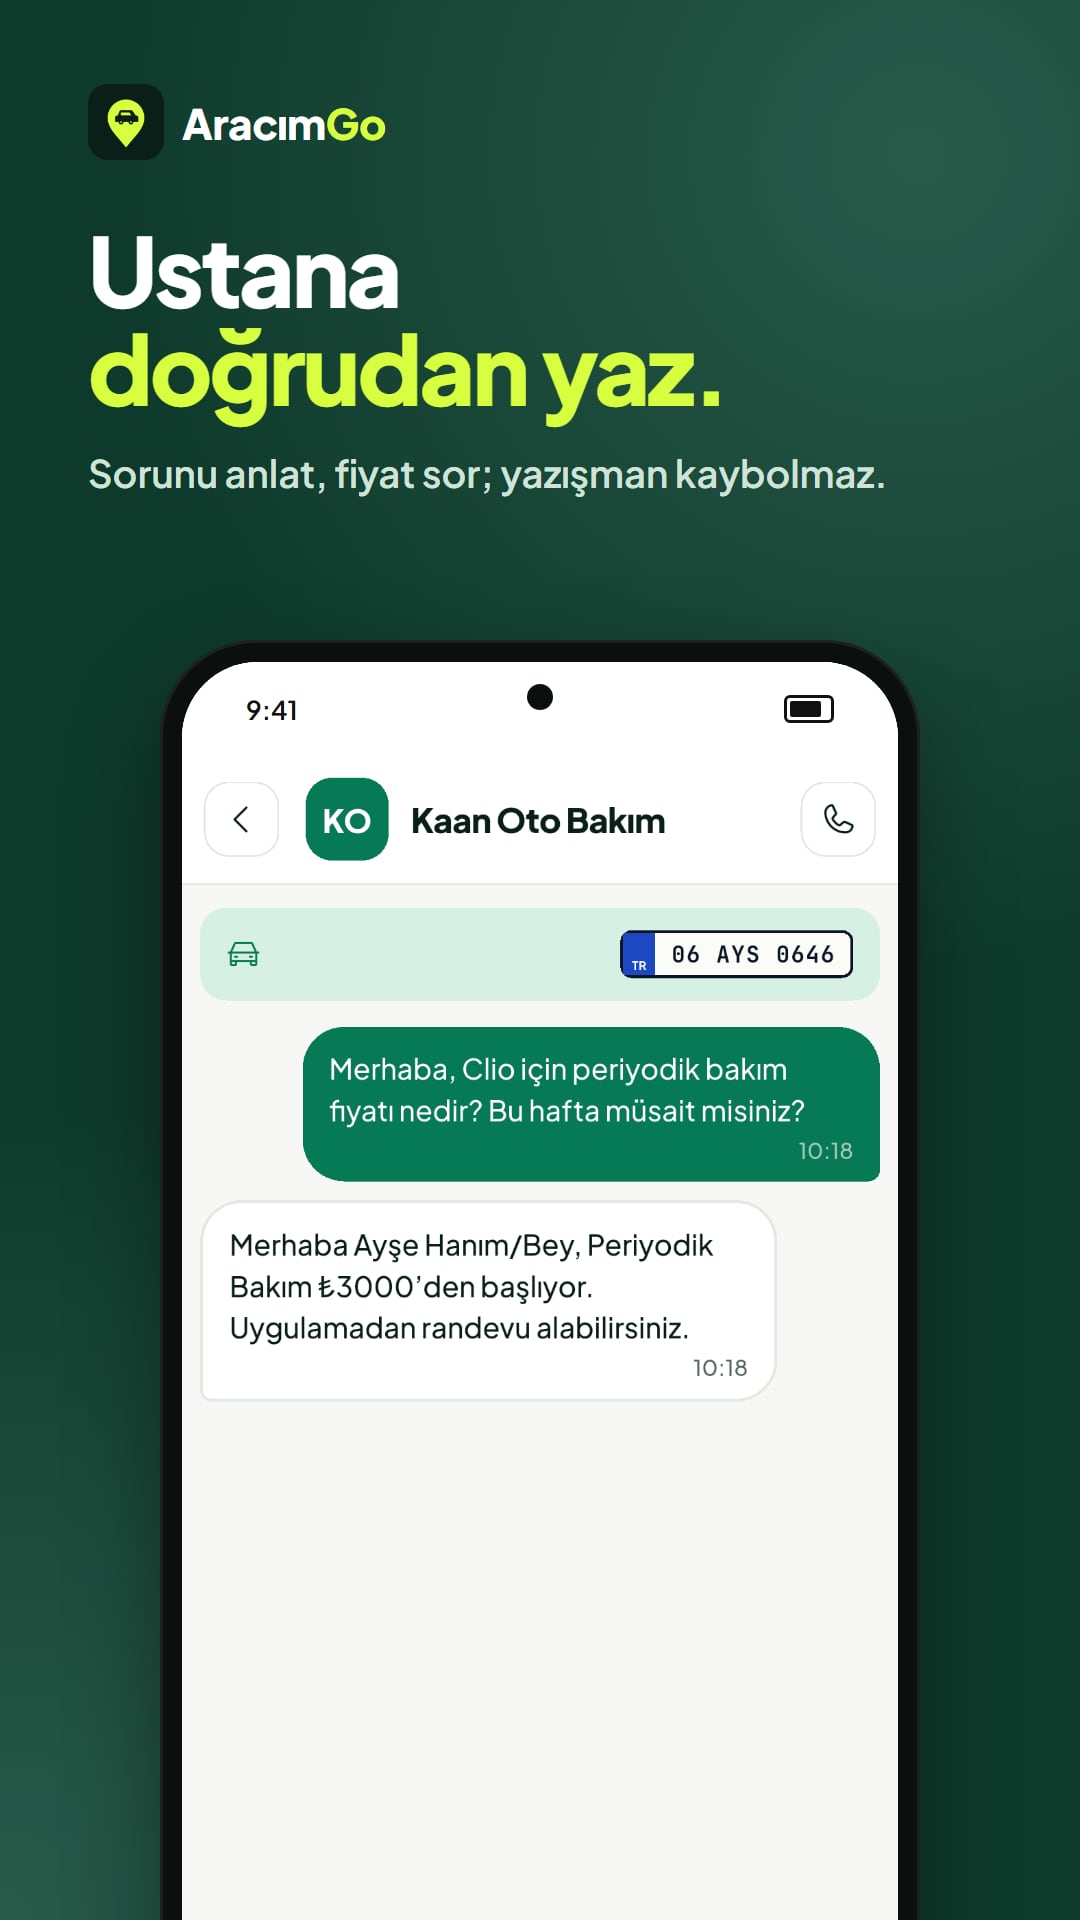 AracımGo
Ustana
doğrudan yaz.
Sorunu anlat, fiyat sor; yazışman kaybolmaz.
9:41
KO
Kaan Oto Bakım
TR 06 AYS 0646
Merhaba, Clio için periyodik bakım
fiyatı nedir? Bu hafta müsait misiniz?
10:18
Merhaba Ayşe Hanım/Bey, Periyodik
Bakım ₺3000’den başlıyor.
Uygulamadan randevu alabilirsiniz.
10:18